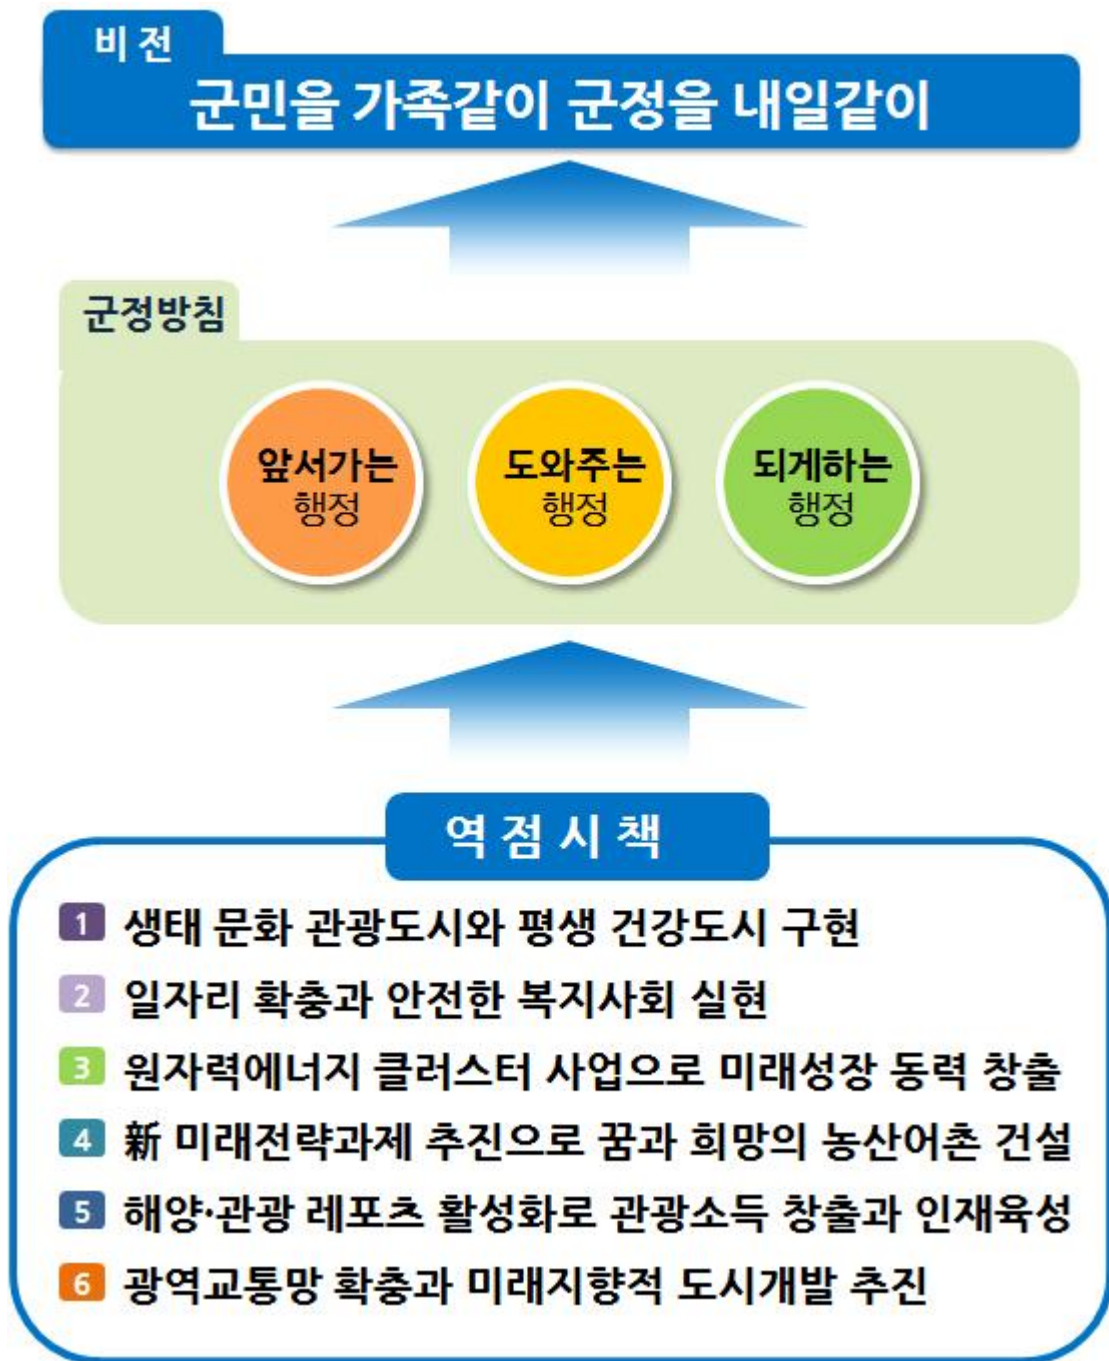 비 전
군민을 가족같이 군정을 내일같이
군정방침
앞서가는
행정
도와주는
행정
되게하는
행정
역 점 시 책
1 생태 문화 관광도시와 평생 건강도시 구현
2 일자리 확충과 안전한 복지사회 실현
3 원자력에너지 클러스터 사업으로 미래성장 동력 창출
4 新 미래전략과제 추진으로 꿈과 희망의 농산어촌 건설
5 해양·관광 레포츠 활성화로 관광소득 창출과 인재육성
6 광역교통망 확충과 미래지향적 도시개발 추진